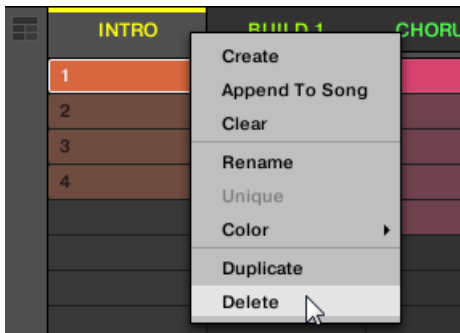 INTRO
BUILD 1
CHORU
1
2
3
4
Create
Append To Song
Clear
Rename
Unique
Color
Duplicate
Delete